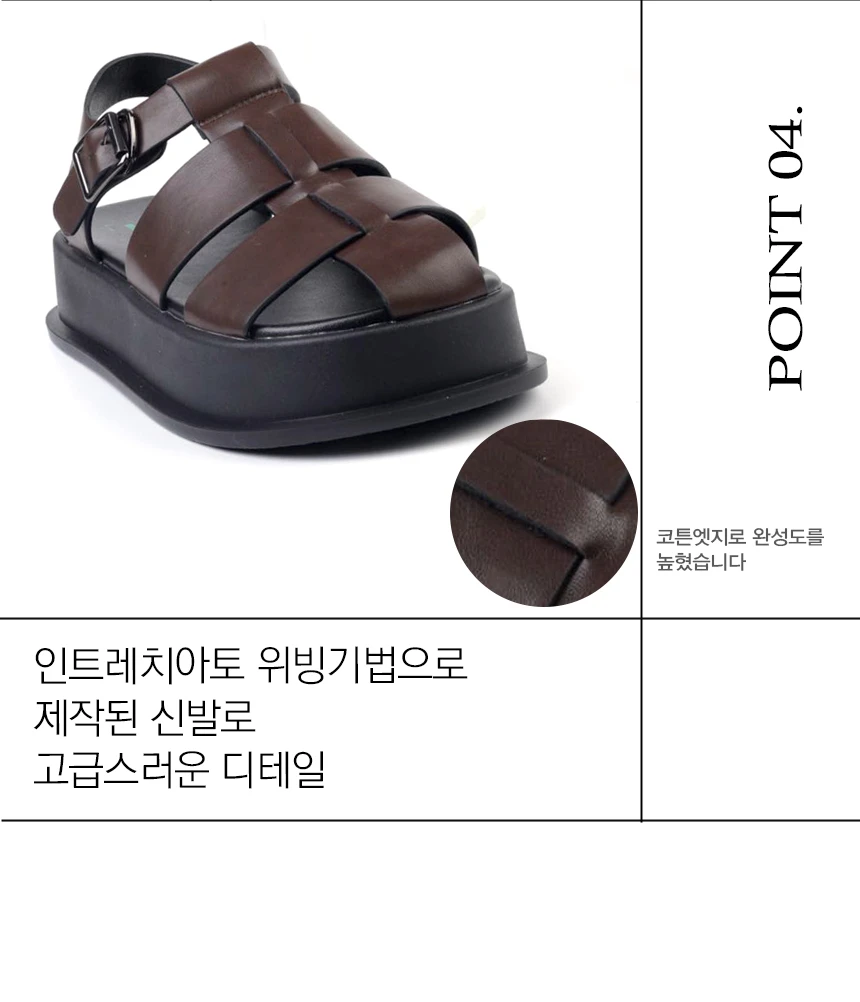 POINT 04.
코튼엣지로 완성도를
높혔습니다
인트레치아토 위빙기법으로
제작된 신발로
고급스러운 디테일